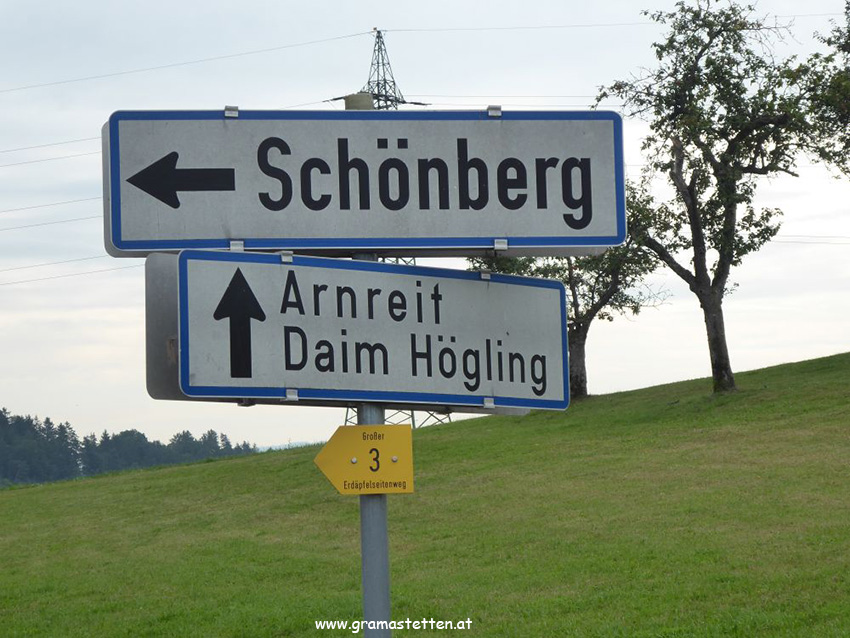 Schönberg
Arnreit
Daim Högling
Großer
3
Erdäpfelseitenweg
www.gramastetten.at